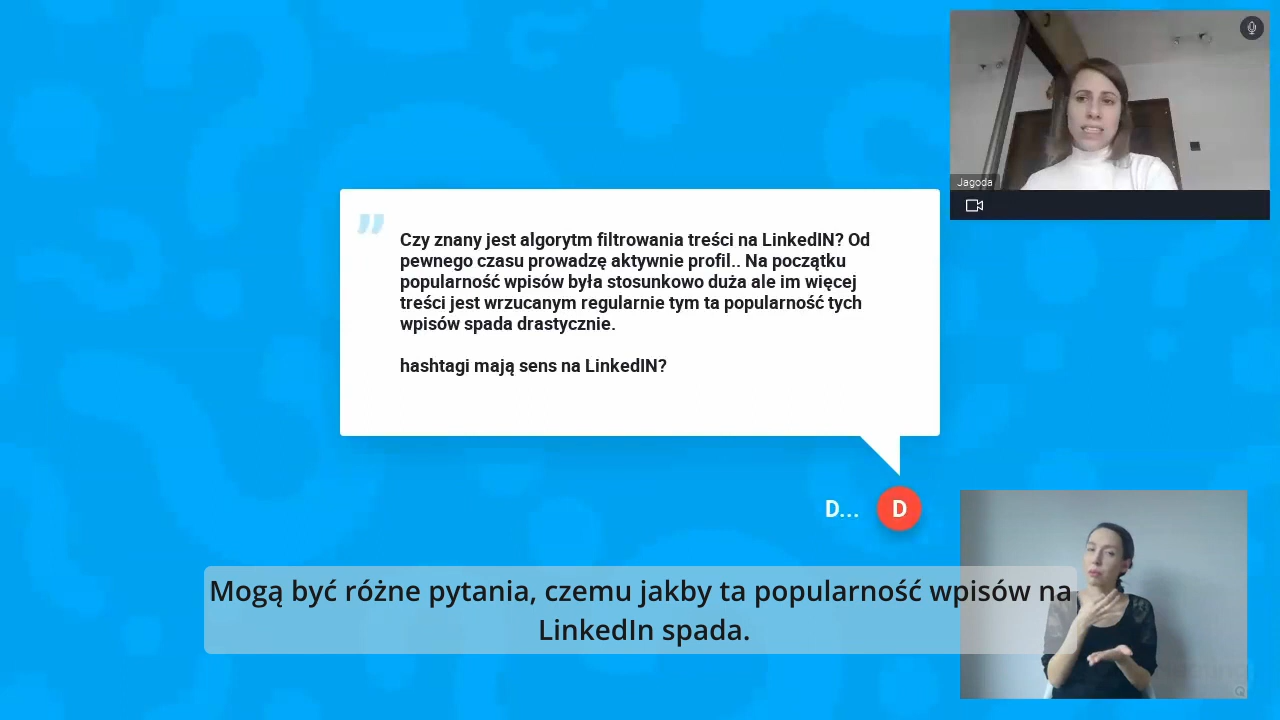 Jagoda
Czy znany jest algorytm filtrowania treści na LinkedIN? Od
pewnego czasu prowadzę aktywnie profil.. Na początku
popularność wpisów była stosunkowo duża ale im więcej
treści jest wrzucanym regularnie tym ta popularność tych
wpisów spada drastycznie.
hashtagi mają sens na LinkedIN?
D... D
Mogą być różne pytania, czemu jakby ta popularność wpisów na
LinkedIn spada.